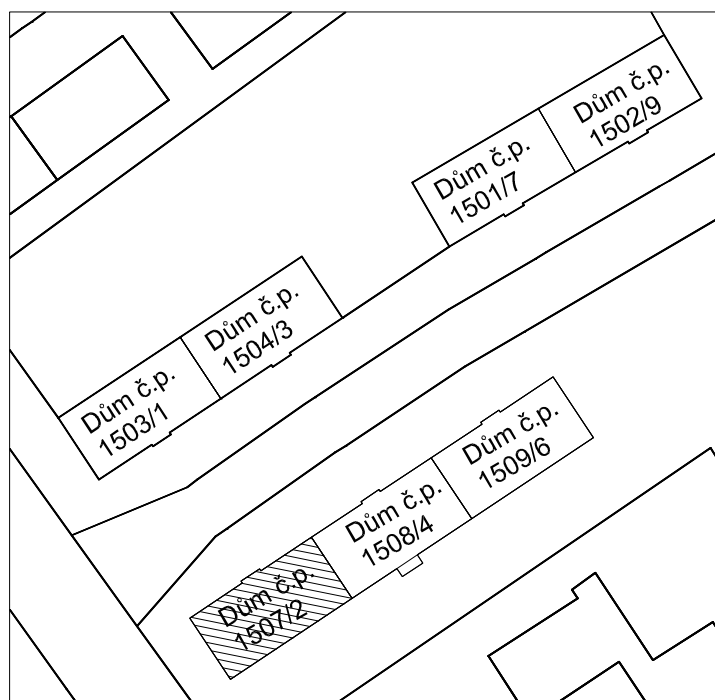 Dům č.p.
1502/9
Dům č.p.
1501/7
Dům č.p.
1504/3
Dům č.p.
1503/1
Dům č.p.
1509/6
Dům č.p.
1508/4
Dům č.p.
1507/2